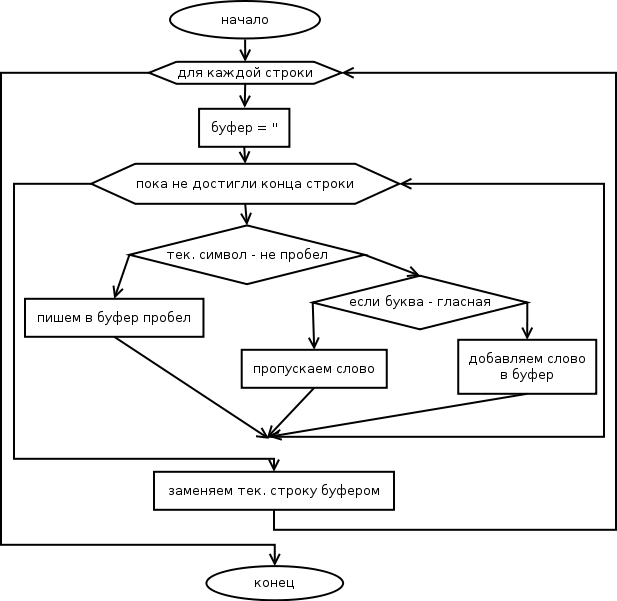 начало
для каждой строки
буфер = "
пока не достигли конца строки
тек. символ - не пробел
если буква - гласная
пишем в буфер пробел
пропускаем слово
добавляем слово
в буфер
заменяем тек. строку буфером
конец